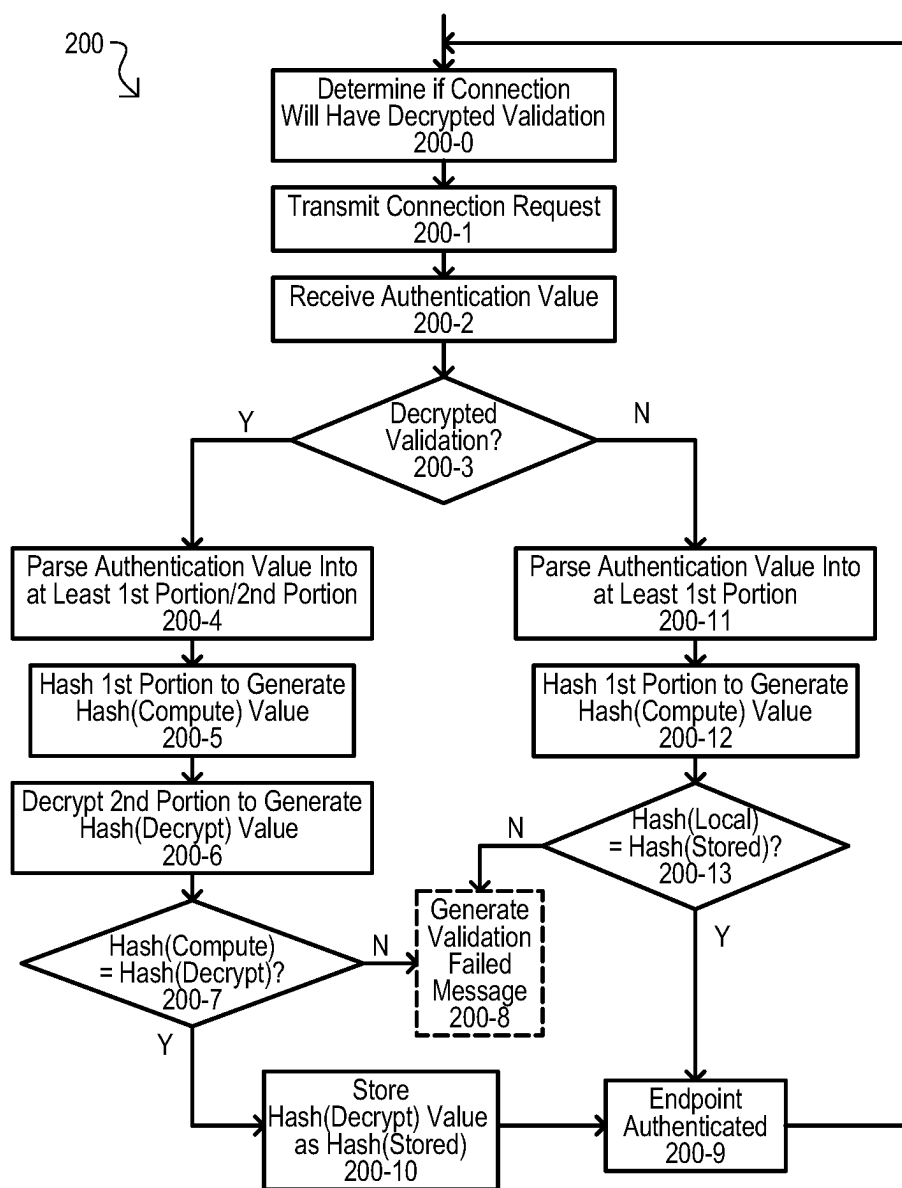 200
Determine if Connection
Will Have Decrypted Validation
200-0
Transmit Connection Request
200-1
Receive Authentication Value
200-2
Decrypted
Validation?
200-3
Y
N
Parse Authentication Value Into
at Least 1st Portion/2nd Portion
200-4
Hash 1st Portion to Generate
Hash(Compute) Value
200-5
Decrypt 2nd Portion to Generate
Hash(Decrypt) Value
200-6
Hash(Compute)
= Hash(Decrypt)?
200-7
N
Y
Parse Authentication Value Into
at Least 1st Portion
200-11
Hash 1st Portion to Generate
Hash(Compute) Value
200-12
Hash(Local)
= Hash(Stored)?
200-13
N
Y
Generate
Validation
Failed
Message
200-8
Store
Hash(Decrypt) Value
as Hash(Stored)
200-10
Endpoint
Authenticated
200-9